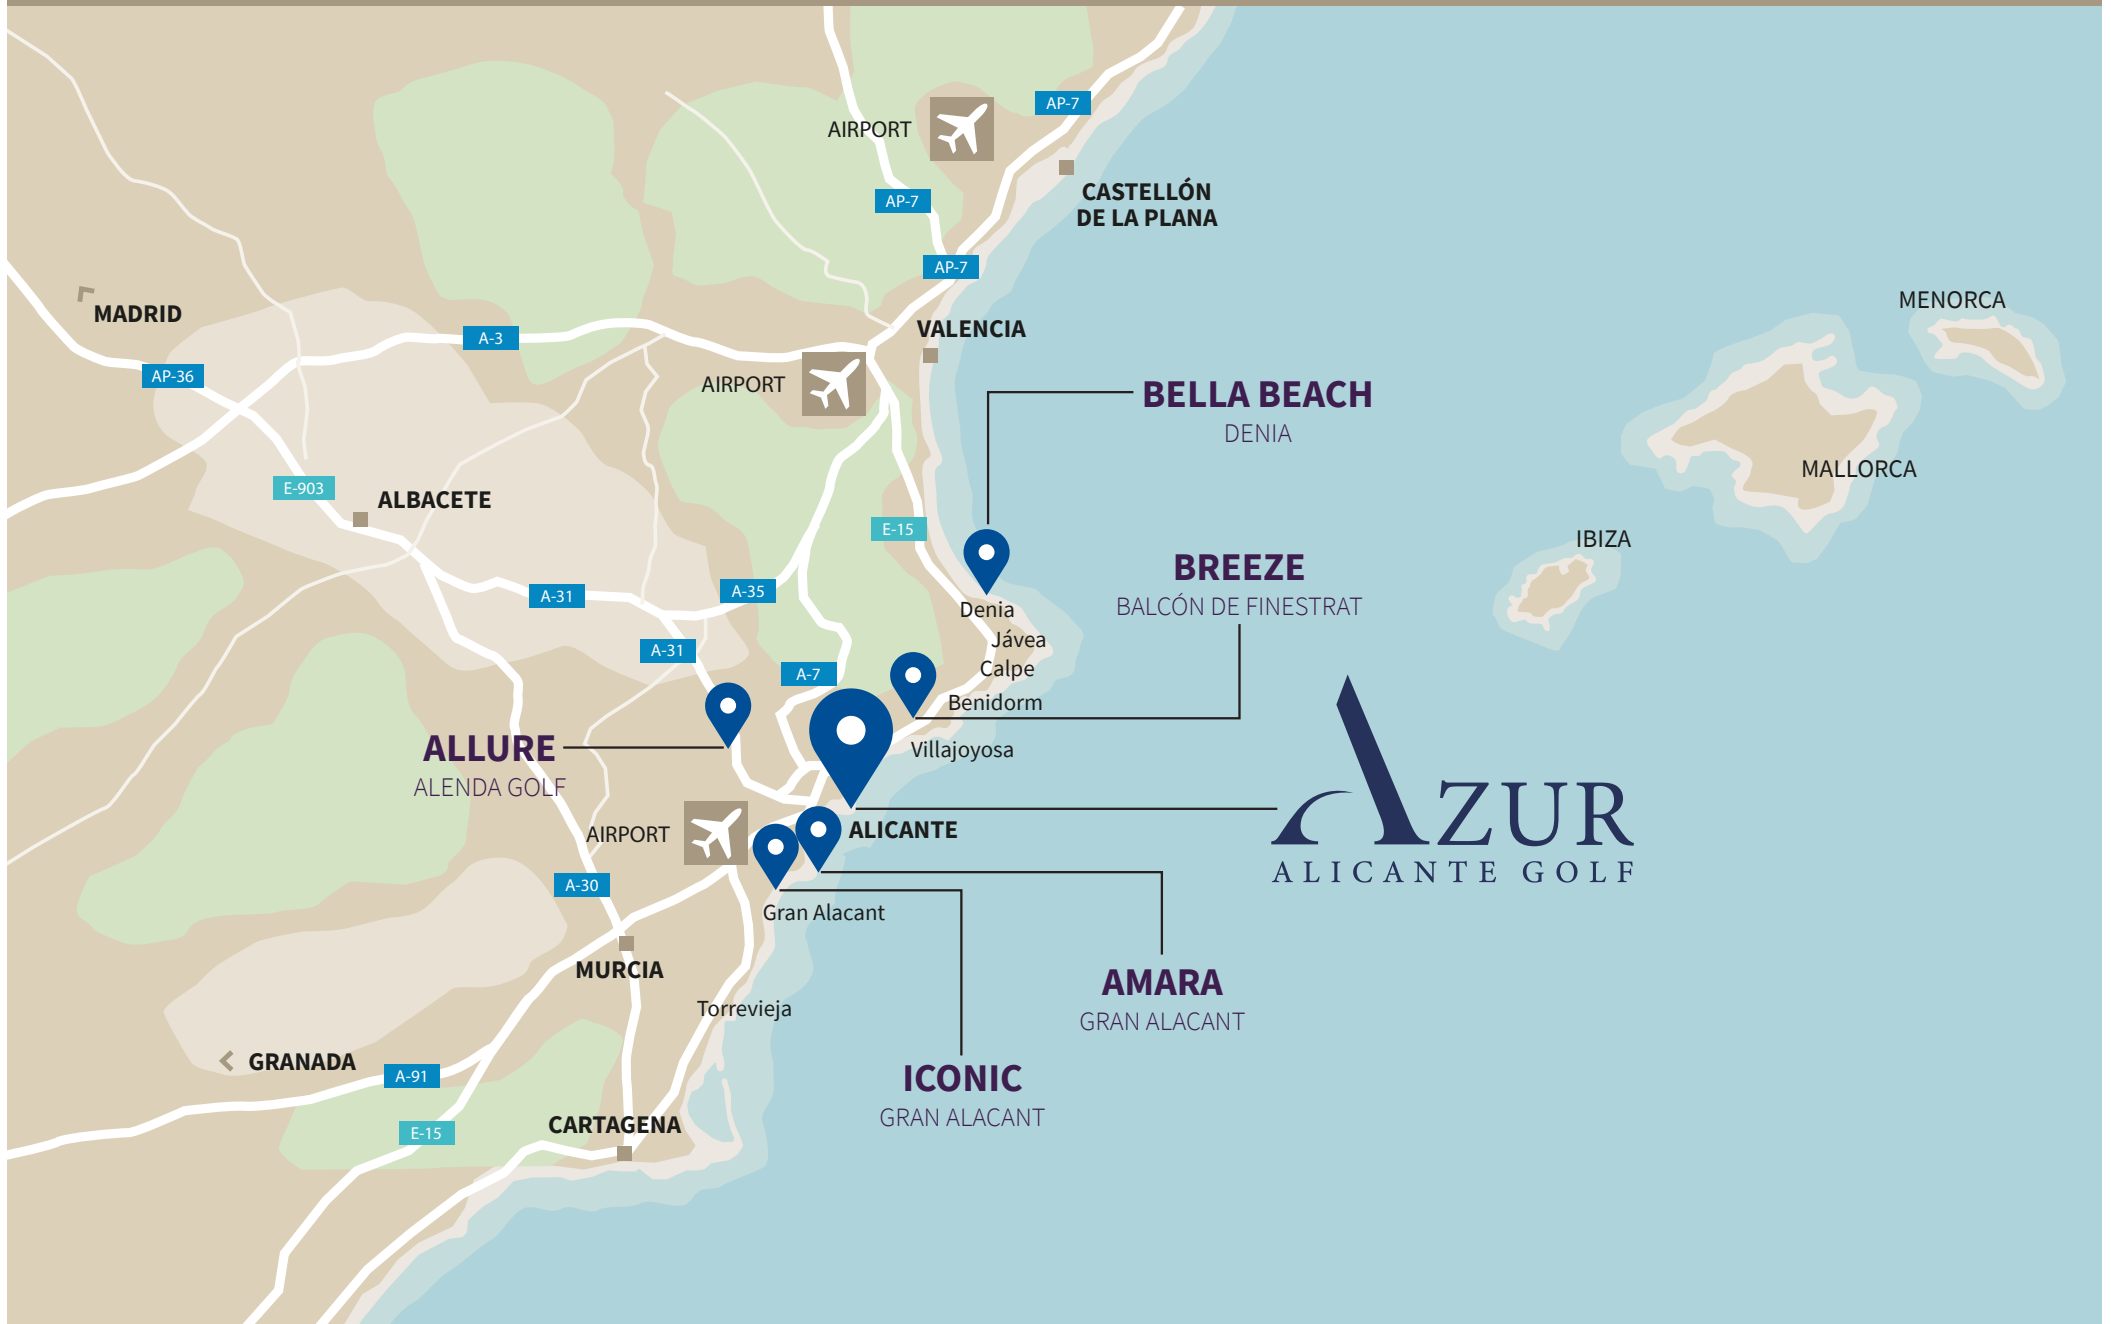 AP-7
AIRPORT
CASTELLÓN
DE LA PLANA
AP-7
AP-7
MENORCA
MADRID
VALENCIA
A-3
AP-36
AIRPORT
BELLA BEACH
DENIA
MALLORCA
E-903
ALBACETE
E-15
IBIZA
BREEZE
BALCÓN DE FINESTRAT
A-31
A-35
Denia
Jávea
A-31
Calpe
A-7
Benidorm
ALLURE
ALENDA GOLF
Villajoyosa
AZUR
ALICANTE GOLF
AIRPORT
ALICANTE
A-30
Gran Alacant
MURCIA
AMARA
GRAN ALACANT
Torrevieja
GRANADA
A-91
ICONIC
GRAN ALACANT
E-15
CARTAGENA